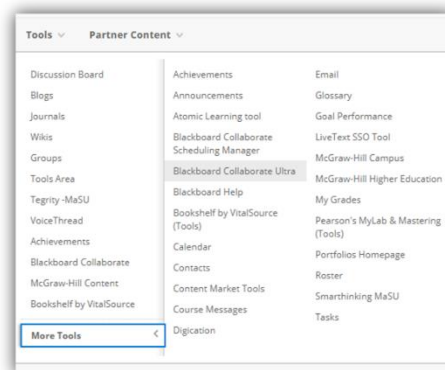 Tools
Partner Content
Discussion Board
Blogs
Journals
Wikis
Groups
Tools Area
Tegrity -MaSU
VoiceThread
Achievements
Blackboard Collaborate
McGraw-Hill Content
Bookshelf by VitalSource
More Tools
Achievements
Announcements
Atomic Learning tool
Blackboard Collaborate
Scheduling Manager
Blackboard Collaborate Ultra
Blackboard Help
Bookshelf by VitalSource
(Tools)
Calendar
Contacts
Content Market Tools
Course Messages
Digication
Email
Glossary
Goal Performance
LiveText SSO Tool
McGraw-Hill Campus
McGraw-Hill Higher Education
My Grades
Pearson's MyLab & Mastering
(Tools)
Portfolios Homepage
Roster
Smarthinking MaSU
Tasks